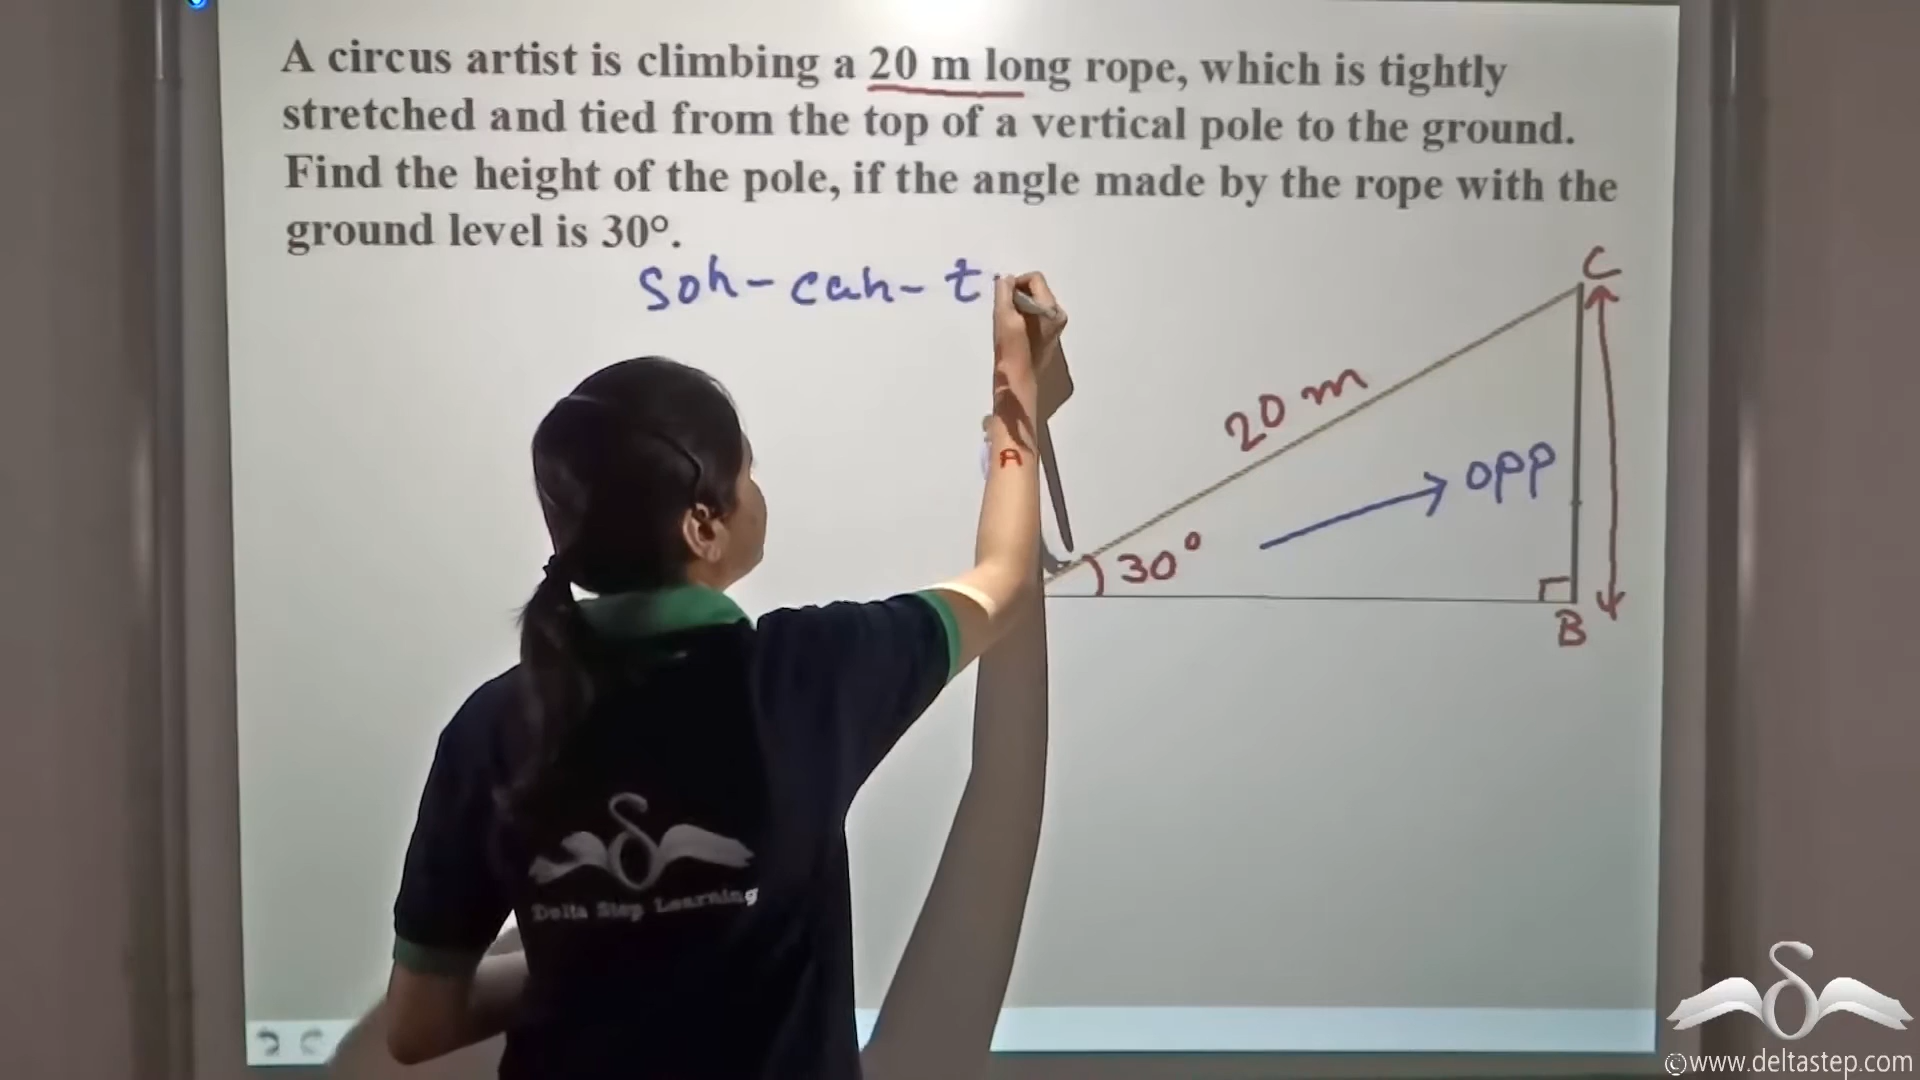 A circus artist is climbing a 20 m long rope, which is tightly
stretched and tied from the top of a vertical pole to the ground.
Find the height of the pole, if the angle made by the rope with the
ground level is 30°.
Soh - cah - t
C
20 m
A
opp
30°
B
Delta Step Learning
©www.deltastep.com